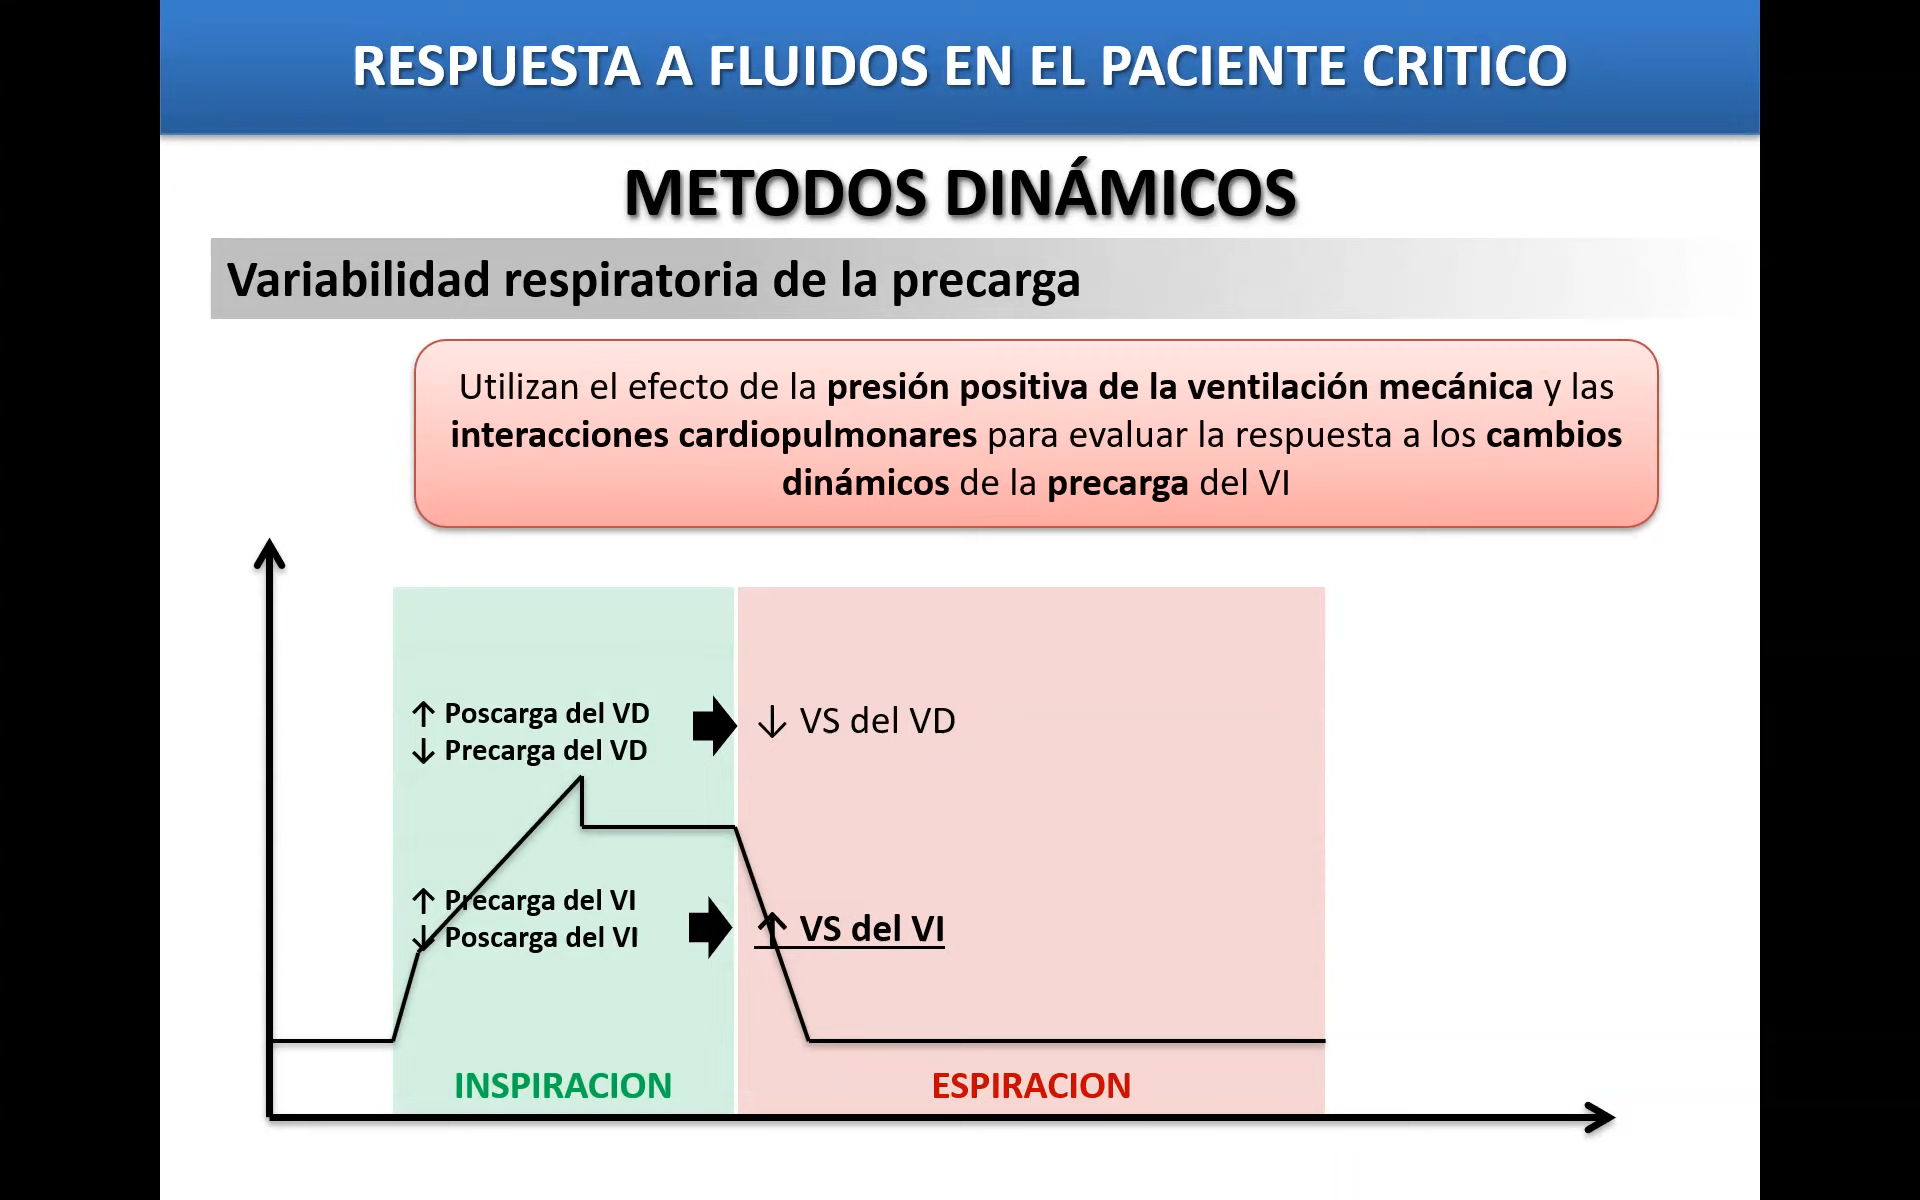 RESPUESTA A FLUIDOS EN EL PACIENTE CRITICO
METODOS DINÁMICOS
Variabilidad respiratoria de la precarga
Utilizan el efecto de la presión positiva de la ventilación mecánica y las
interacciones cardiopulmonares para evaluar la respuesta a los cambios
dinámicos de la precarga del VI
↑ Poscarga del VD
↓ Precarga del VD
↓ VS del VD
↑ Precarga del VI
↓ Poscarga del VI
↑ VS del VI
INSPIRACION
ESPIRACION